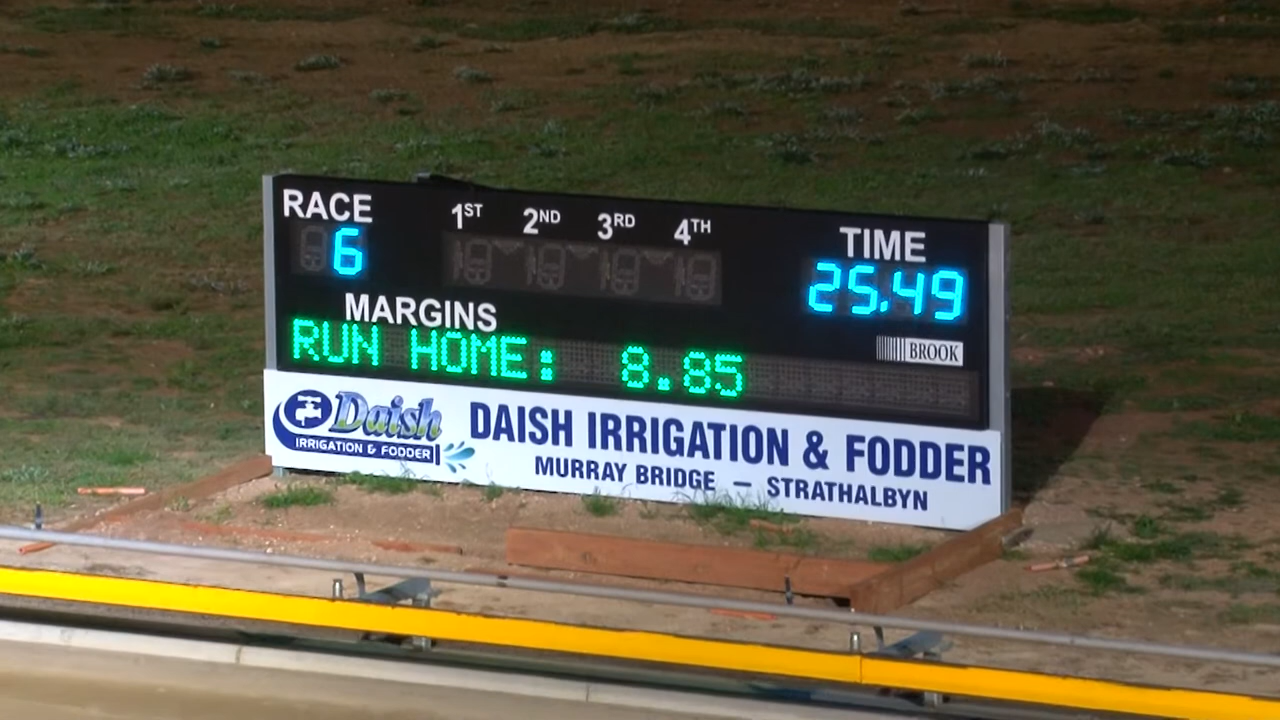 RACE 1ST 2ND 3RD 4TH TIME
6 25.49
MARGINS
RUN HOME: 8.85
BROOK
Daish
IRRIGATION & FODDER
DAISH IRRIGATION & FODDER
MURRAY BRIDGE — STRATHALBYN